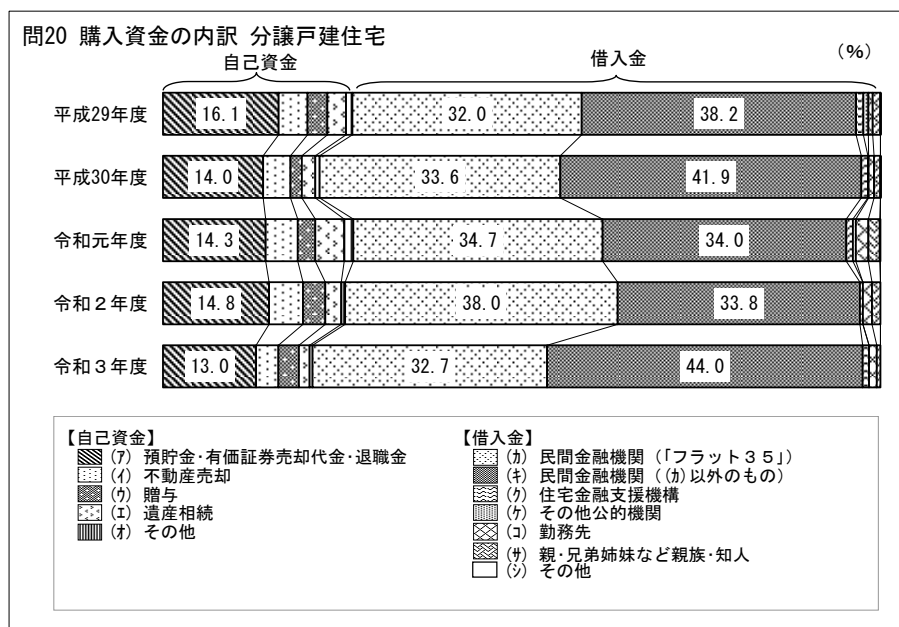 問20 購入資金の内訳 分譲戸建住宅
(%)
自己資金 借入金
平成29年度 16.1 32.0 38.2
平成30年度 14.0 33.6 41.9
令和元年度 14.3 34.7 34.0
令和２年度 14.8 38.0 33.8
令和３年度 13.0 32.7 44.0
【自己資金】
(ｱ) 預貯金･有価証券売却代金･退職金
(ｲ) 不動産売却
(ｳ) 贈与
(ｴ) 遺産相続
(ｵ) その他
【借入金】
(ｶ) 民間金融機関（「フラット３５」）
(ｷ) 民間金融機関（(ｶ)以外のもの）
(ｸ) 住宅金融支援機構
(ｹ) その他公的機関
(ｺ) 勤務先
(ｻ) 親･兄弟姉妹など親族･知人
(ｼ) その他